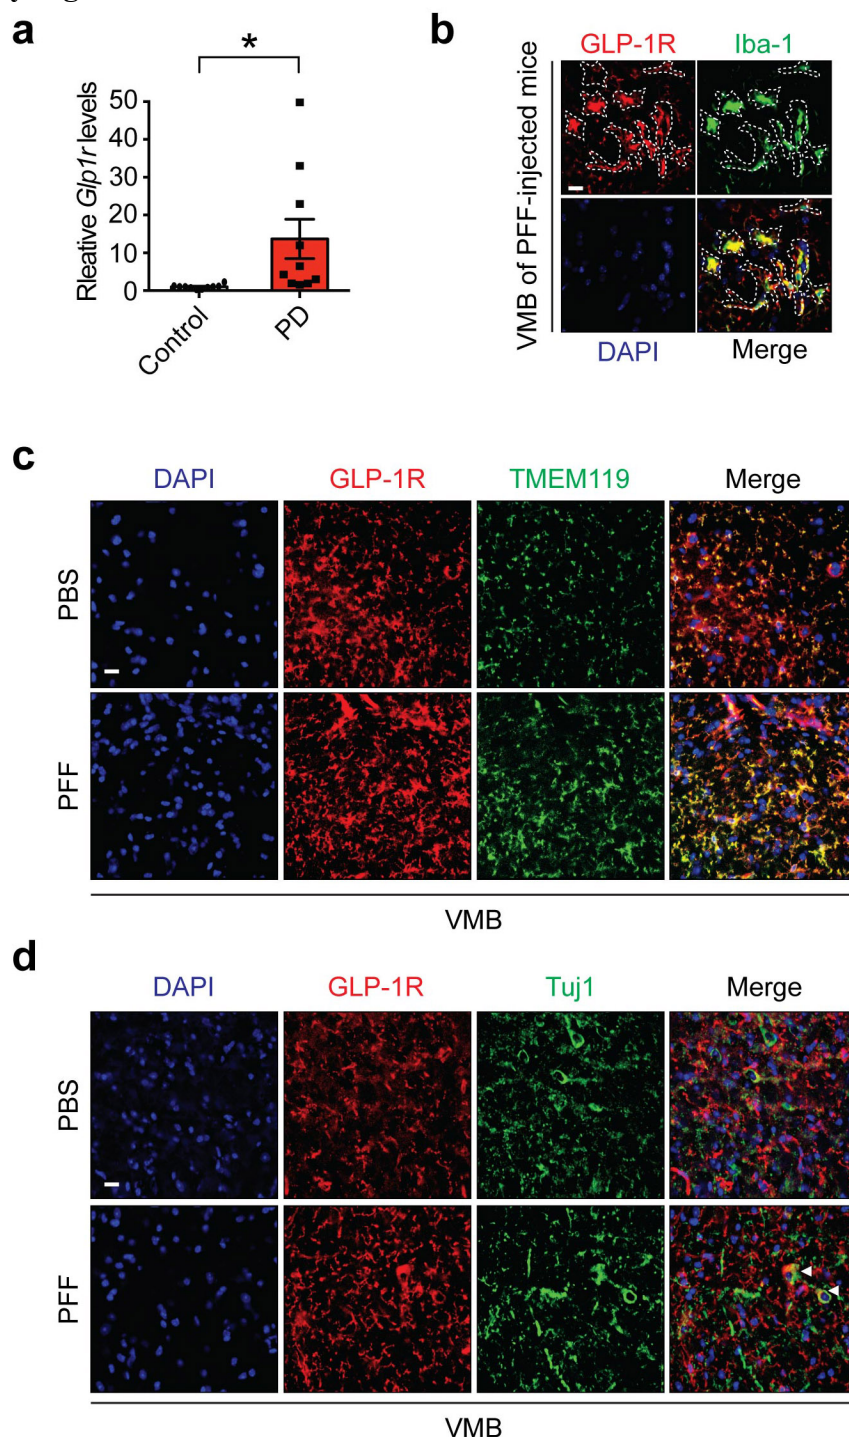 a
*
Rleative Glp1r levels
50
40
30
20
10
0
Control
PD
b
GLP-1R
Iba-1
VMB of PFF-injected mice
DAPI
Merge
c
DAPI
GLP-1R
TMEM119
Merge
PBS
PFF
VMB
d
DAPI
GLP-1R
Tuj1
Merge
PBS
PFF
VMB